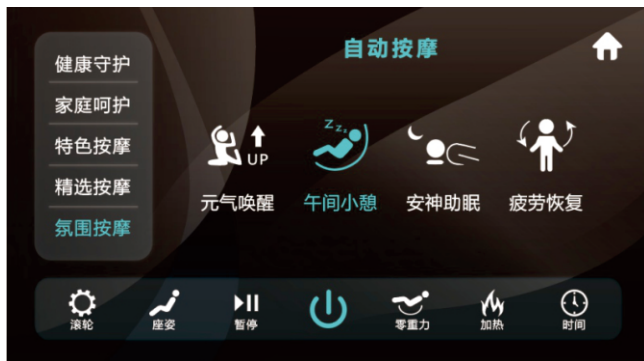 自动按摩
健康守护
家庭呵护
特色按摩
精选按摩
氛围按摩
UP
元气唤醒
Zzz
午间小憩
安神助眠
疲劳恢复
滚轮
座姿
暂停
零重力
加热
时间